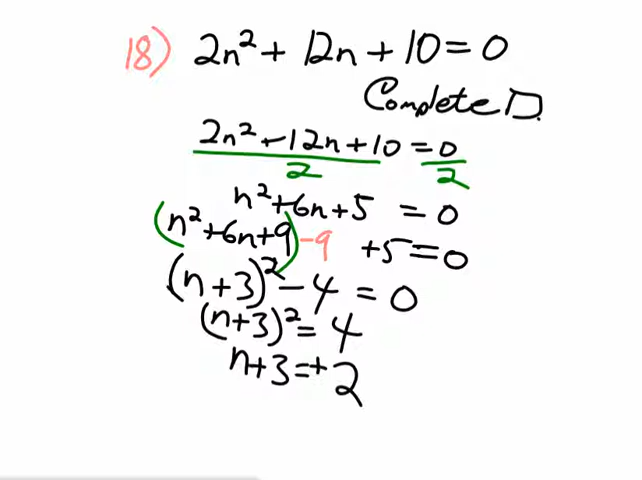 18) 2n² + 12n + 10 = 0
Complete □.
2n² + 12n + 10 = 0
2 2
n² + 6n + 5 = 0
(n² + 6n + 9) - 9 + 5 = 0
(n + 3)² - 4 = 0
(n + 3)² = 4
n + 3 = + 2